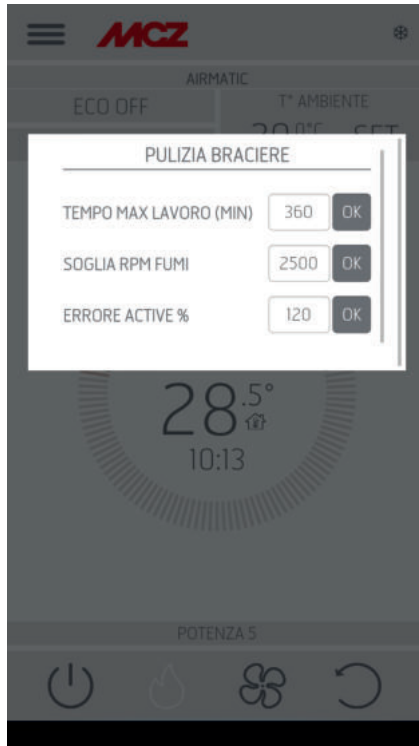 MCZ
AIRMATIC
ECO OFF
T° AMBIENTE
SET
PULIZIA BRACIERE
TEMPO MAX LAVORO (MIN) 360 OK
SOGLIA RPM FUMI 2500 OK
ERRORE ACTIVE % 120 OK
28.5°
10:13
POTENZA 5